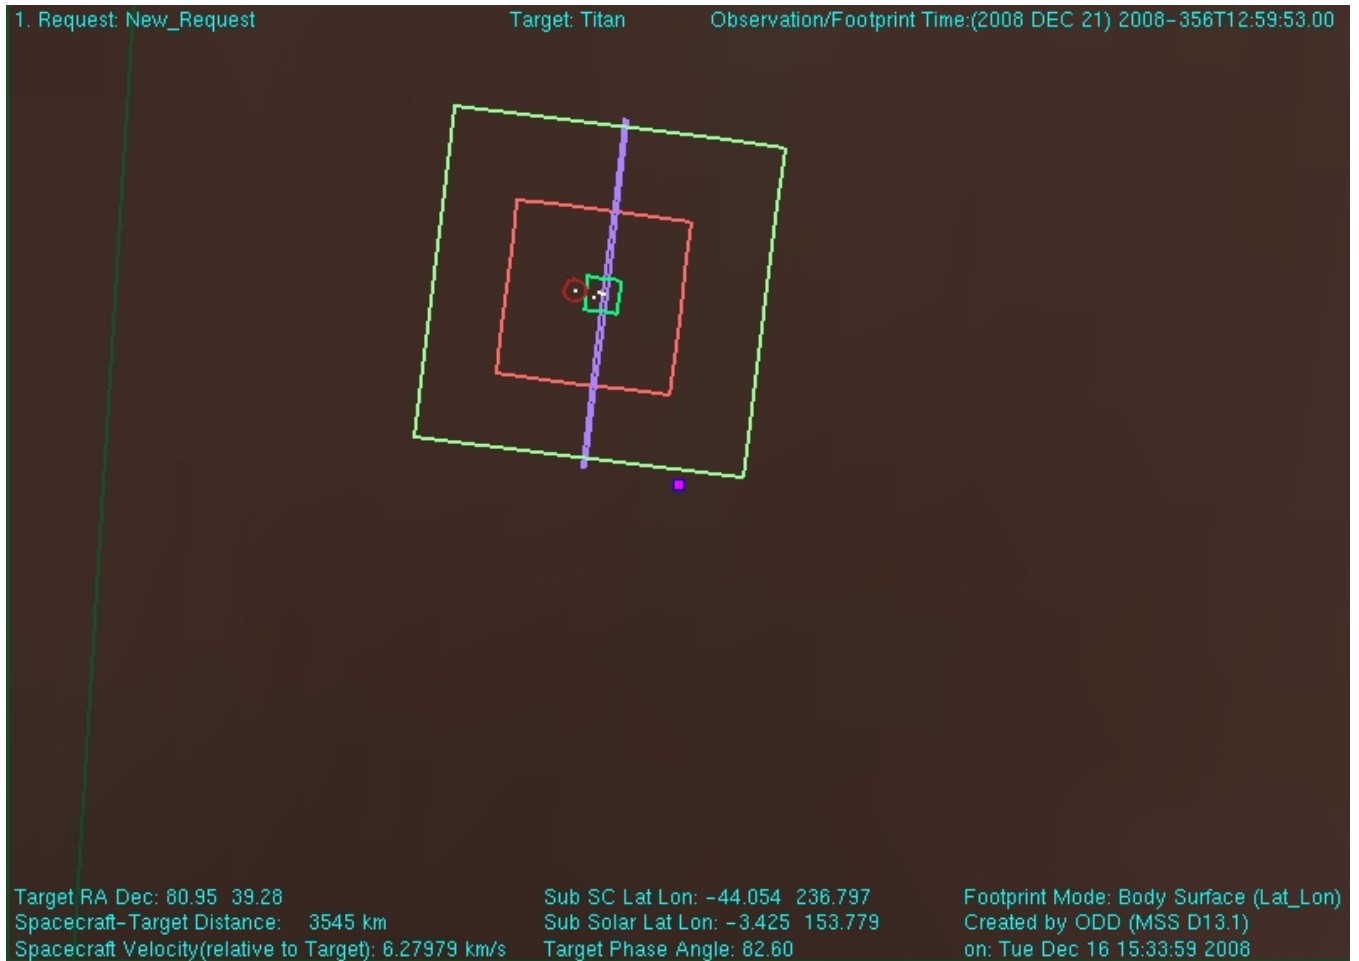 1. Request: New_Request Target: Titan Observation/Footprint Time:(2008 DEC 21) 2008-356T12:59:53.00
Target RA Dec: 80.95 39.28 Sub SC Lat Lon: -44.054 236.797 Footprint Mode: Body Surface (Lat_Lon)
Spacecraft-Target Distance: 3545 km Sub Solar Lat Lon: -3.425 153.779 Created by ODD (MSS D13.1)
Spacecraft Velocity(relative to Target): 6.27979 km/s Target Phase Angle: 82.60 on: Tue Dec 16 15:33:59 2008